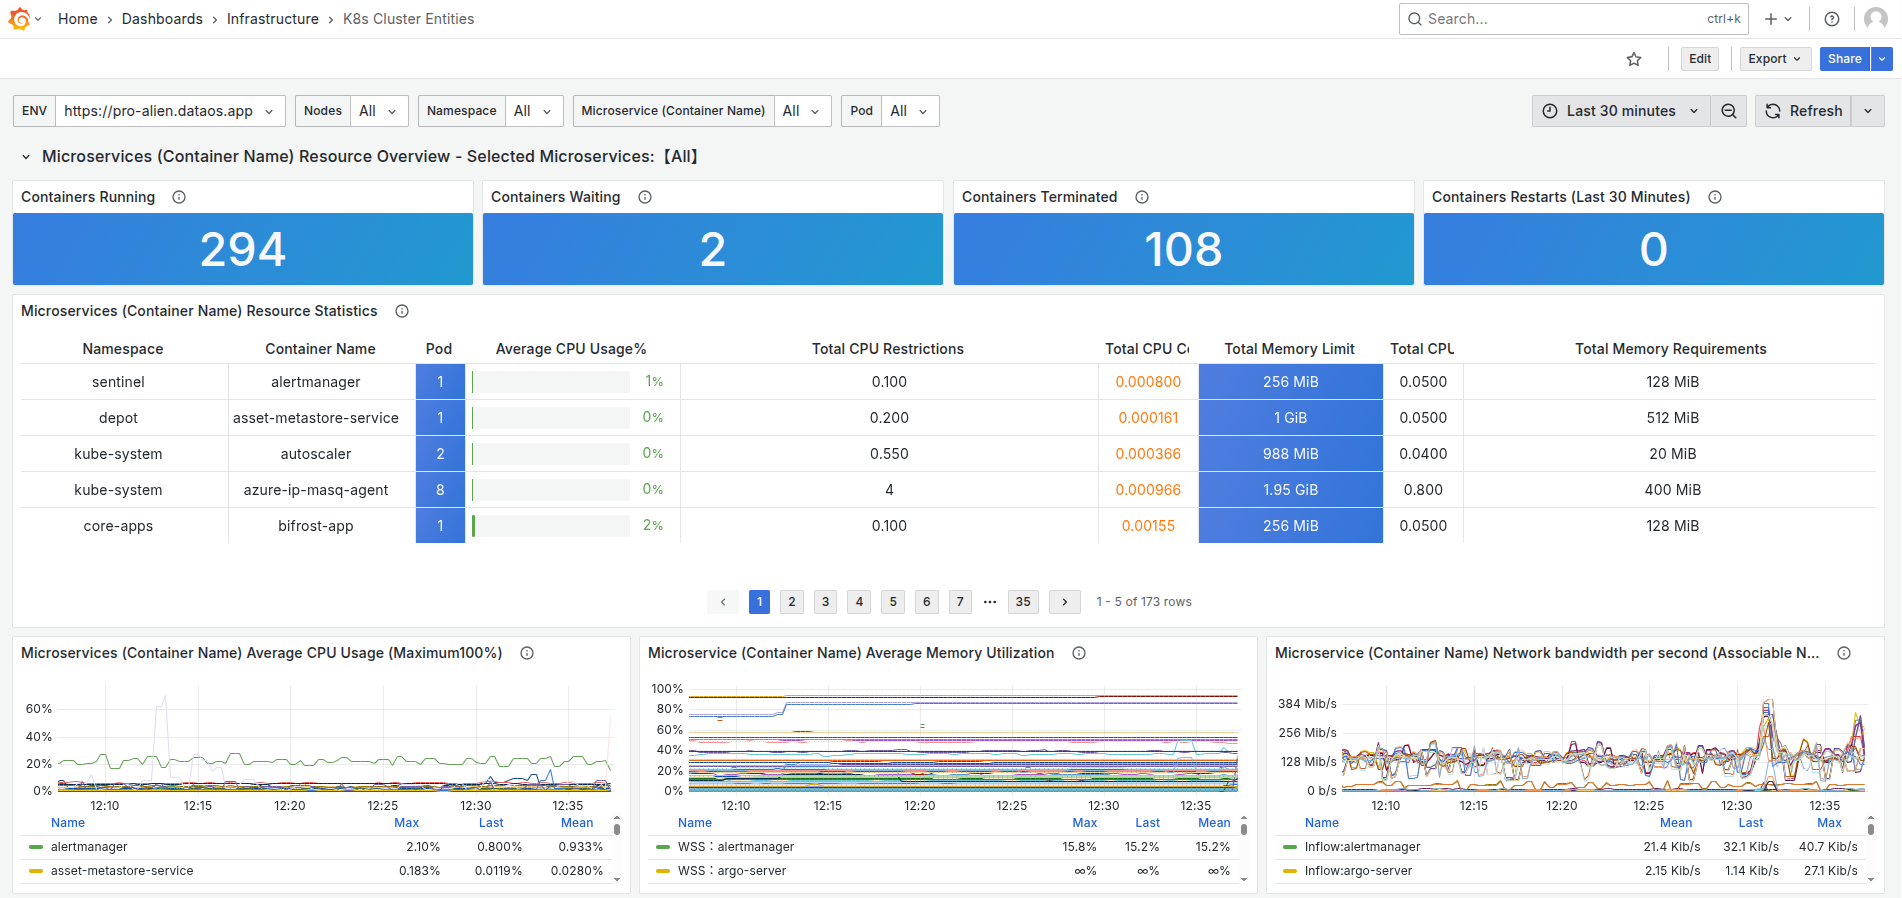 Home › Dashboards › Infrastructure › K8s Cluster Entities
Search... ctrl+k
Edit Export Share
ENV https://pro-alien.dataos.app Nodes All Namespace All Microservice (Container Name) All Pod All Last 30 minutes Refresh
Microservices (Container Name) Resource Overview - Selected Microservices:【All】
Containers Running Containers Waiting Containers Terminated Containers Restarts (Last 30 Minutes)
294 2 108 0
Microservices (Container Name) Resource Statistics
Namespace Container Name Pod Average CPU Usage% Total CPU Restrictions Total CPU Total Memory Limit Total CPU Total Memory Requirements
sentinel alertmanager 1 1% 0.100 0.000800 256 MiB 0.0500 128 MiB
depot asset-metastore-service 1 0% 0.200 0.000161 1 GiB 0.0500 512 MiB
kube-system autoscaler 2 0% 0.550 0.000366 988 MiB 0.0400 20 MiB
kube-system azure-ip-masq-agent 8 0% 4 0.000966 1.95 GiB 0.800 400 MiB
core-apps bifrost-app 1 2% 0.100 0.00155 256 MiB 0.0500 128 MiB
‹ 1 2 3 4 5 6 7 ··· 35 › 1 - 5 of 173 rows
Microservices (Container Name) Average CPU Usage (Maximum100%)
60%
40%
20%
0%
12:10 12:15 12:20 12:25 12:30 12:35
Name Max Last Mean
alertmanager 2.10% 0.800% 0.933%
asset-metastore-service 0.183% 0.0119% 0.0280%
Microservice (Container Name) Average Memory Utilization
100%
80%
60%
40%
20%
0%
12:10 12:15 12:20 12:25 12:30 12:35
Name Max Last Mean
WSS：alertmanager 15.8% 15.2% 15.2%
WSS：argo-server ∞% ∞% ∞%
Microservice (Container Name) Network bandwidth per second (Associable N...
384 Mib/s
256 Mib/s
128 Mib/s
0 b/s
12:10 12:15 12:20 12:25 12:30 12:35
Name Mean Last Max
Inflow:alertmanager 21.4 Kib/s 32.1 Kib/s 40.7 Kib/s
Inflow:argo-server 2.15 Kib/s 1.14 Kib/s 27.1 Kib/s